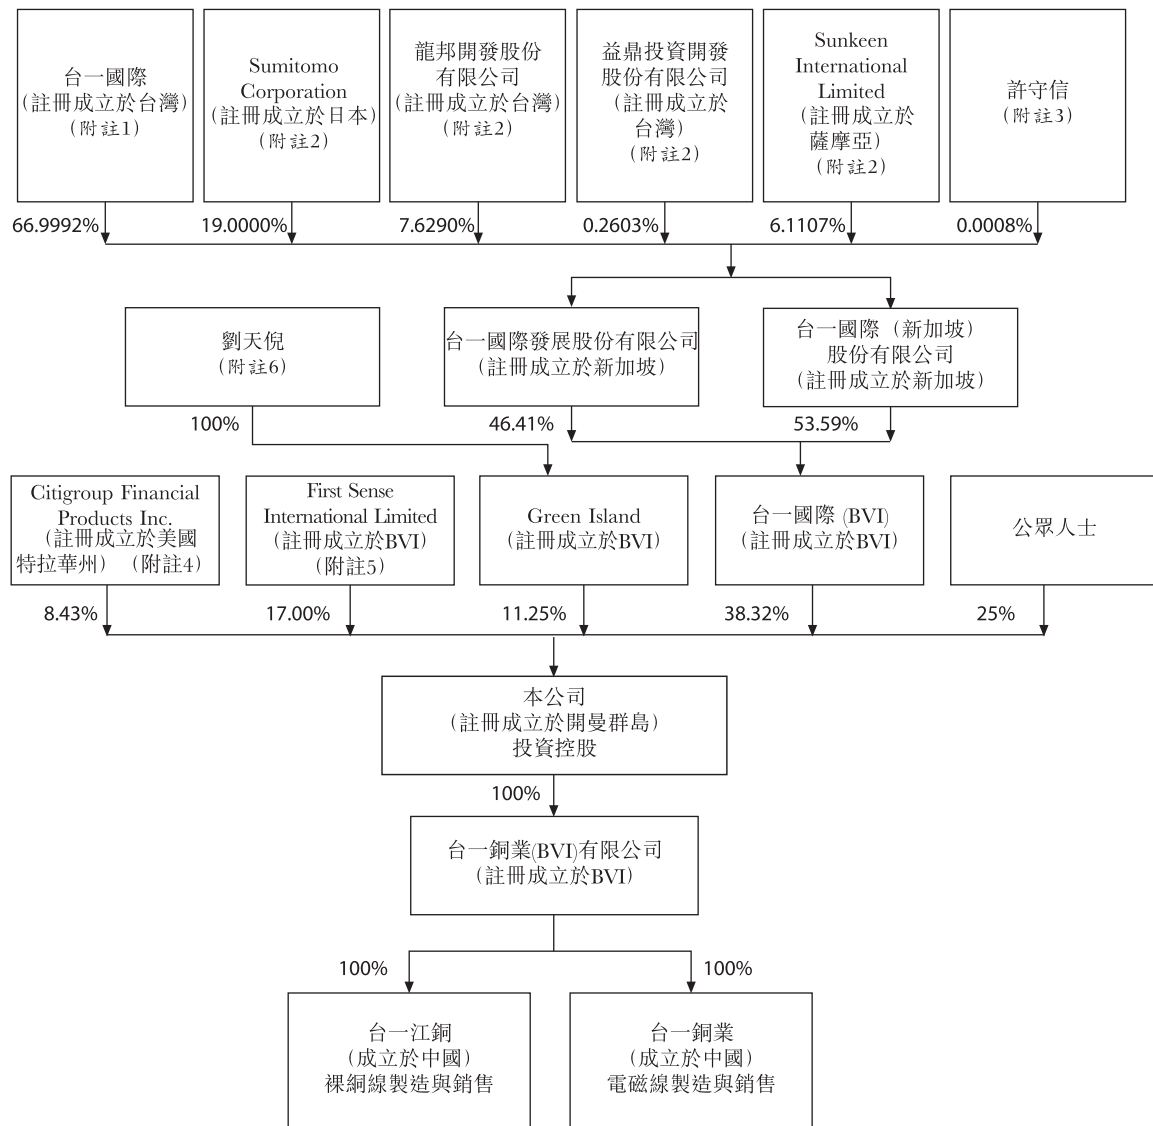 台一國際
(註冊成立於台灣)
(附註1)
Sumitomo
Corporation
(註冊成立於日本)
(附註2)
龍邦開發股份
有限公司
(註冊成立於台灣)
(附註2)
益鼎投資開發
股份有限公司
(註冊成立於
台灣)
(附註2)
Sunkeen
International
Limited
(註冊成立於
薩摩亞)
(附註2)
許守信
(附註3)
66.9992%
19.0000%
7.6290%
0.2603%
6.1107%
0.0008%
劉天倪
(附註6)
台一國際發展股份有限公司
(註冊成立於新加坡)
台一國際（新加坡）
股份有限公司
(註冊成立於新加坡)
100%
46.41%
53.59%
Citigroup Financial
Products Inc.
(註冊成立於美國
特拉華州）（附註4）
First Sense
International Limited
(註冊成立於BVI)
(附註5)
Green Island
(註冊成立於BVI)
台一國際 (BVI)
(註冊成立於BVI)
公眾人士
8.43%
17.00%
11.25%
38.32%
25%
本公司
(註冊成立於開曼群島)
投資控股
100%
台一銅業(BVI)有限公司
(註冊成立於BVI)
100%
100%
台一江銅
(成立於中國)
裸銅線製造與銷售
台一銅業
(成立於中國)
電磁線製造與銷售